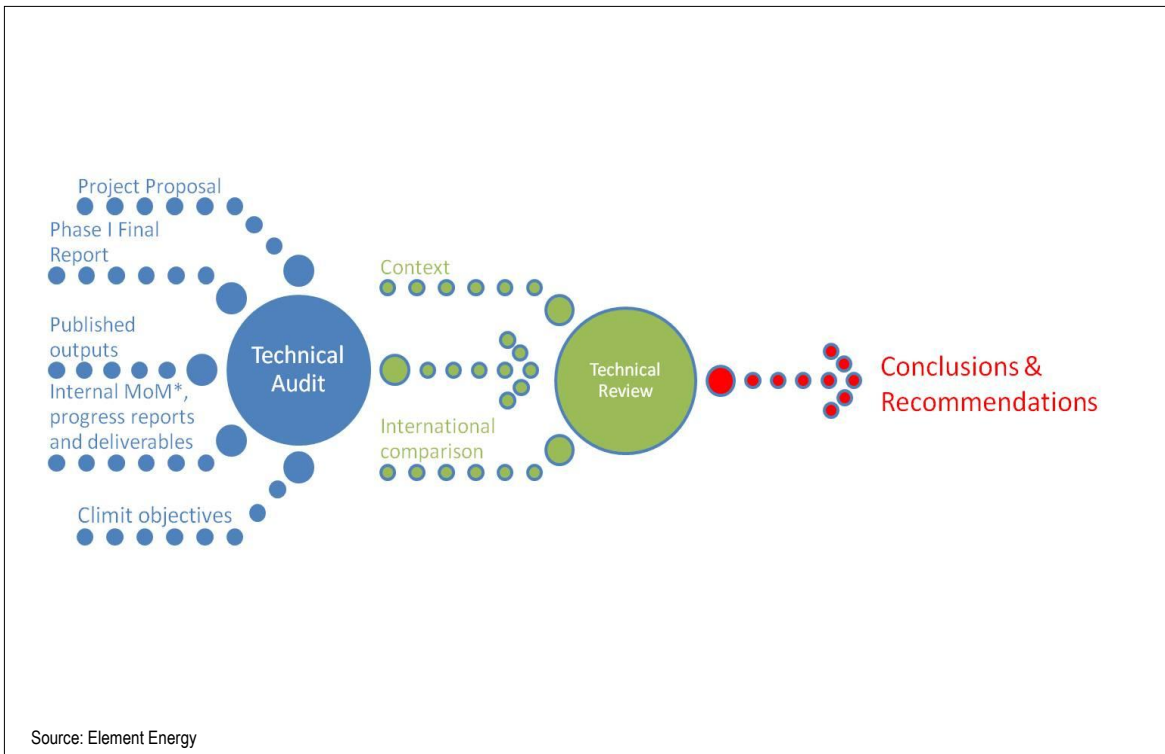 Project Proposal
Phase I Final
Report
Published
outputs
Internal MoM*,
progress reports
and deliverables
Climit objectives
Technical
Audit
Context
International
comparison
Technical
Review
Conclusions &
Recommendations
Source: Element Energy